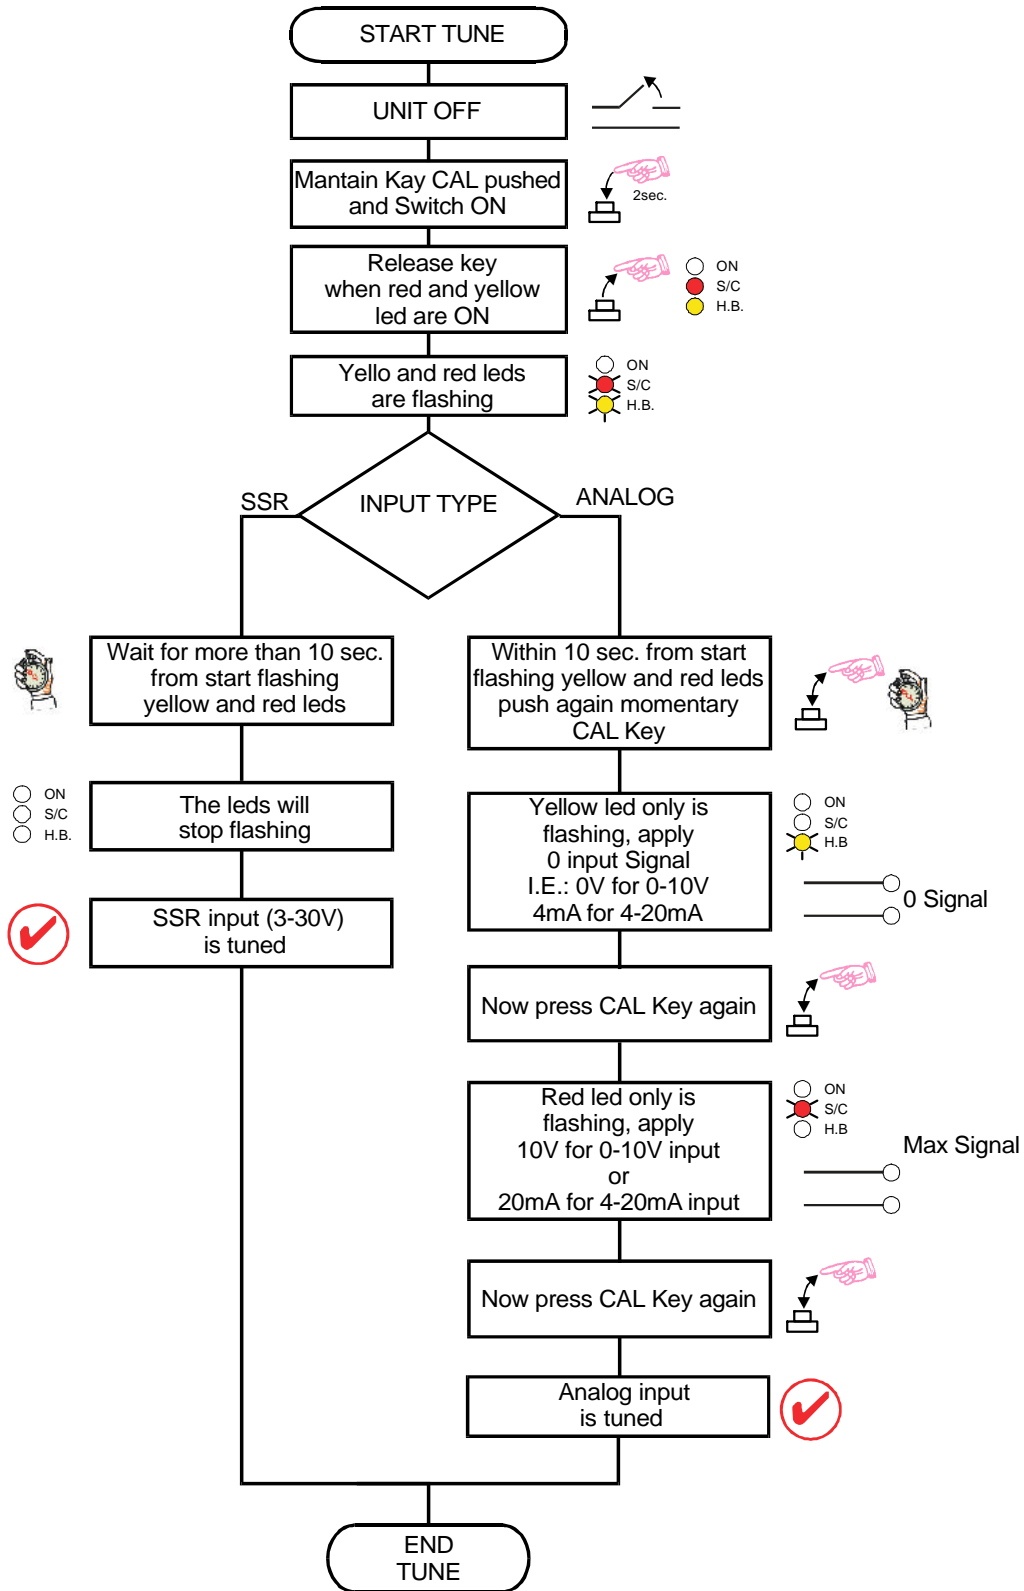 START TUNE
UNIT OFF
Mantain Kay CAL pushed
and Switch ON
2sec.
Release key
when red and yellow
led are ON
ON
S/C
H.B.
Yello and red leds
are flashing
ON
S/C
H.B.
SSR
INPUT TYPE
ANALOG
Wait for more than 10 sec.
from start flashing
yellow and red leds
The leds will
stop flashing
ON
S/C
H.B.
SSR input (3-30V)
is tuned
Within 10 sec. from start
flashing yellow and red leds
push again momentary
CAL Key
Yellow led only is
flashing, apply
0 input Signal
I.E.: 0V for 0-10V
4mA for 4-20mA
ON
S/C
H.B
0 Signal
Now press CAL Key again
Red led only is
flashing, apply
10V for 0-10V input
or
20mA for 4-20mA input
ON
S/C
H.B
Max Signal
Now press CAL Key again
Analog input
is tuned
END
TUNE